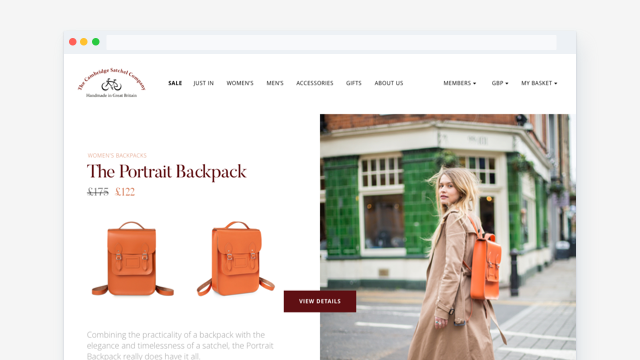 The Cambridge Satchel Company
Handmade in Great Britain
SALE JUST IN WOMEN'S MEN'S ACCESSORIES GIFTS ABOUT US MEMBERS GBP MY BASKET
WOMEN'S BACKPACKS
The Portrait Backpack
£175 £122
VIEW DETAILS
Combining the practicality of a backpack with the
elegance and timelessness of a satchel, the Portrait
Backpack really does have it all.